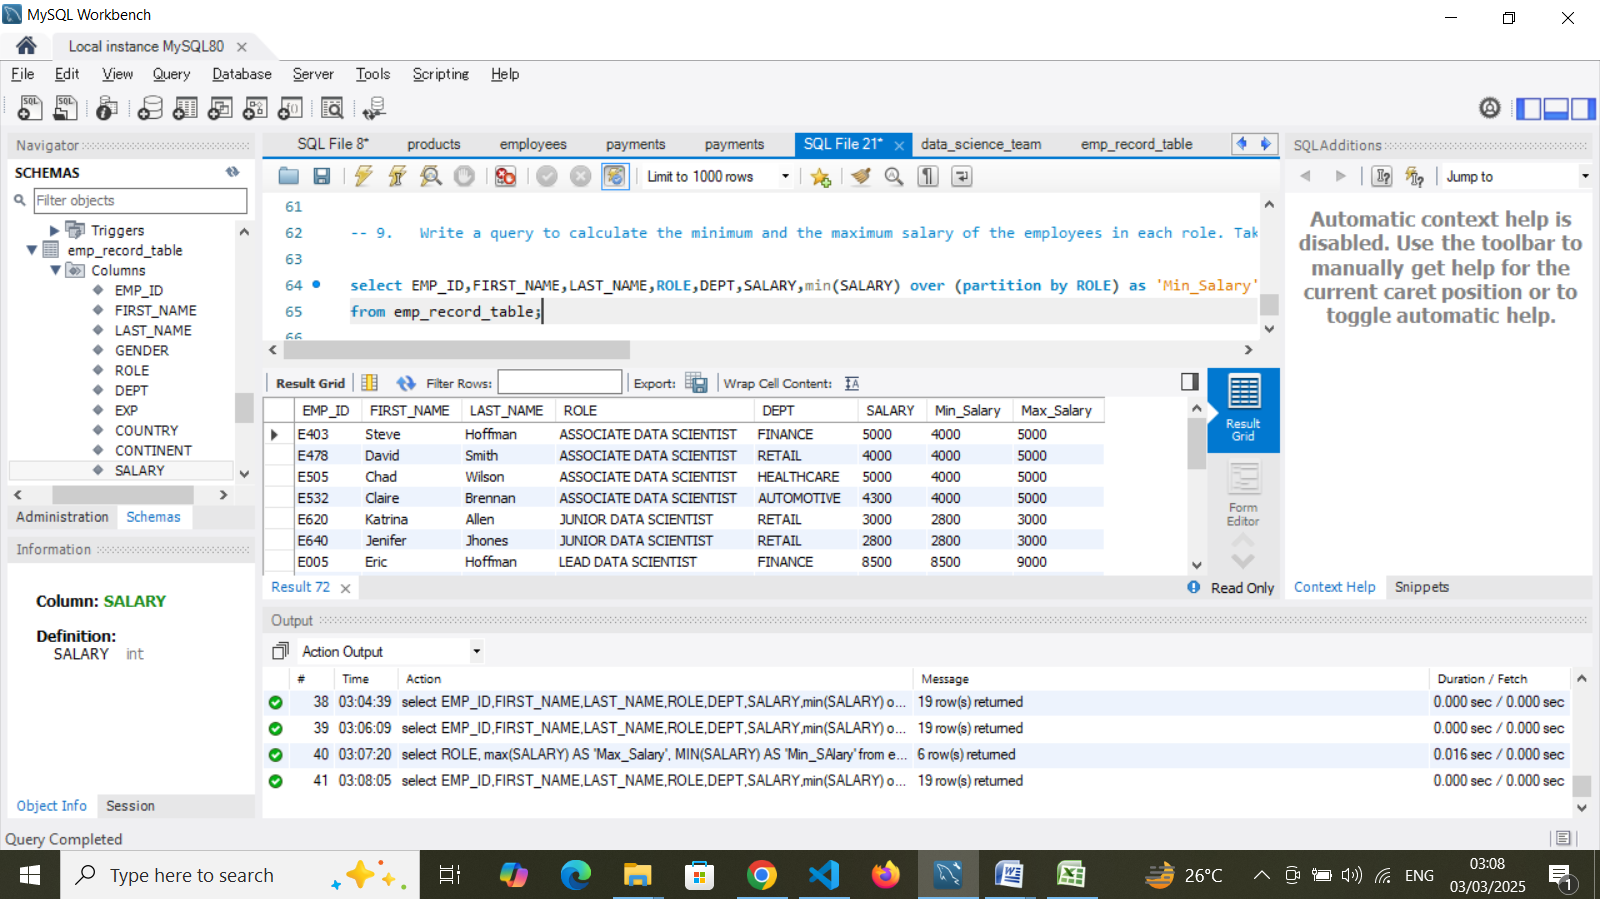 MySQL Workbench
Local instance MySQL80
File Edit View Query Database Server Tools Scripting Help
Navigator
SCHEMAS
Filter objects
Triggers
emp_record_table
Columns
EMP_ID
FIRST_NAME
LAST_NAME
GENDER
ROLE
DEPT
EXP
COUNTRY
CONTINENT
SALARY
Administration Schemas
Information
Column: SALARY
Definition:
SALARY int
Object Info Session
Query Completed
SQL File 8* products employees payments payments SQL File 21* data_science_team emp_record_table
Limit to 1000 rows
61
62 -- 9. Write a query to calculate the minimum and the maximum salary of the employees in each role. Tak
63
64 select EMP_ID,FIRST_NAME,LAST_NAME,ROLE,DEPT,SALARY,min(SALARY) over (partition by ROLE) as 'Min_Salary'
65 from emp_record_table;
66
Result Grid Filter Rows: Export: Wrap Cell Content:
EMP_ID FIRST_NAME LAST_NAME ROLE DEPT SALARY Min_Salary Max_Salary
E403 Steve Hoffman ASSOCIATE DATA SCIENTIST FINANCE 5000 4000 5000
E478 David Smith ASSOCIATE DATA SCIENTIST RETAIL 4000 4000 5000
E505 Chad Wilson ASSOCIATE DATA SCIENTIST HEALTHCARE 5000 4000 5000
E532 Claire Brennan ASSOCIATE DATA SCIENTIST AUTOMOTIVE 4300 4000 5000
E620 Katrina Allen JUNIOR DATA SCIENTIST RETAIL 3000 2800 3000
E640 Jenifer Jhones JUNIOR DATA SCIENTIST RETAIL 2800 2800 3000
E005 Eric Hoffman LEAD DATA SCIENTIST FINANCE 8500 8500 9000
Result Grid
Form Editor
Result 72
Read Only
SQLAdditions
Jump to
Automatic context help is
disabled. Use the toolbar to
manually get help for the
current caret position or to
toggle automatic help.
Context Help Snippets
Output
Action Output
# Time Action Message Duration / Fetch
38 03:04:39 select EMP_ID,FIRST_NAME,LAST_NAME,ROLE,DEPT,SALARY,min(SALARY) o... 19 row(s) returned 0.000 sec / 0.000 sec
39 03:06:09 select EMP_ID,FIRST_NAME,LAST_NAME,ROLE,DEPT,SALARY,min(SALARY) o... 19 row(s) returned 0.000 sec / 0.000 sec
40 03:07:20 select ROLE, max(SALARY) AS 'Max_Salary', MIN(SALARY) AS 'Min_SAlary' from e... 6 row(s) returned 0.016 sec / 0.000 sec
41 03:08:05 select EMP_ID,FIRST_NAME,LAST_NAME,ROLE,DEPT,SALARY,min(SALARY) o... 19 row(s) returned 0.000 sec / 0.000 sec
Type here to search
26°C
ENG
03:08
03/03/2025
1